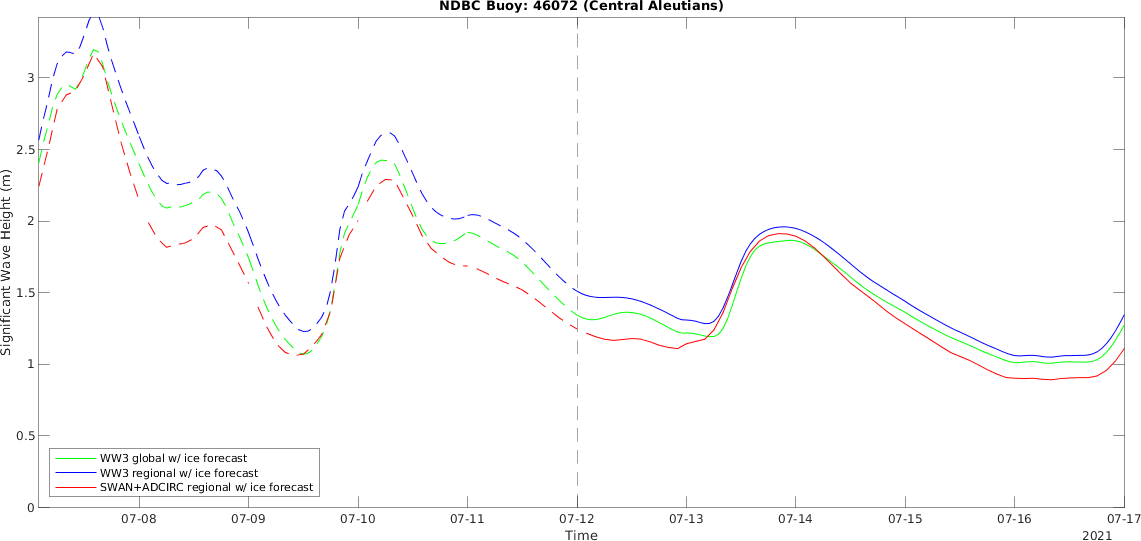 NDBC Buoy: 46072 (Central Aleutians)
3
2.5
2
1.5
1
0.5
0
Significant Wave Height (m)
WW3 global w/ ice forecast
WW3 regional w/ ice forecast
SWAN+ADCIRC regional w/ ice forecast
07-08 07-09 07-10 07-11 07-12 07-13 07-14 07-15 07-16 07-17
Time
2021